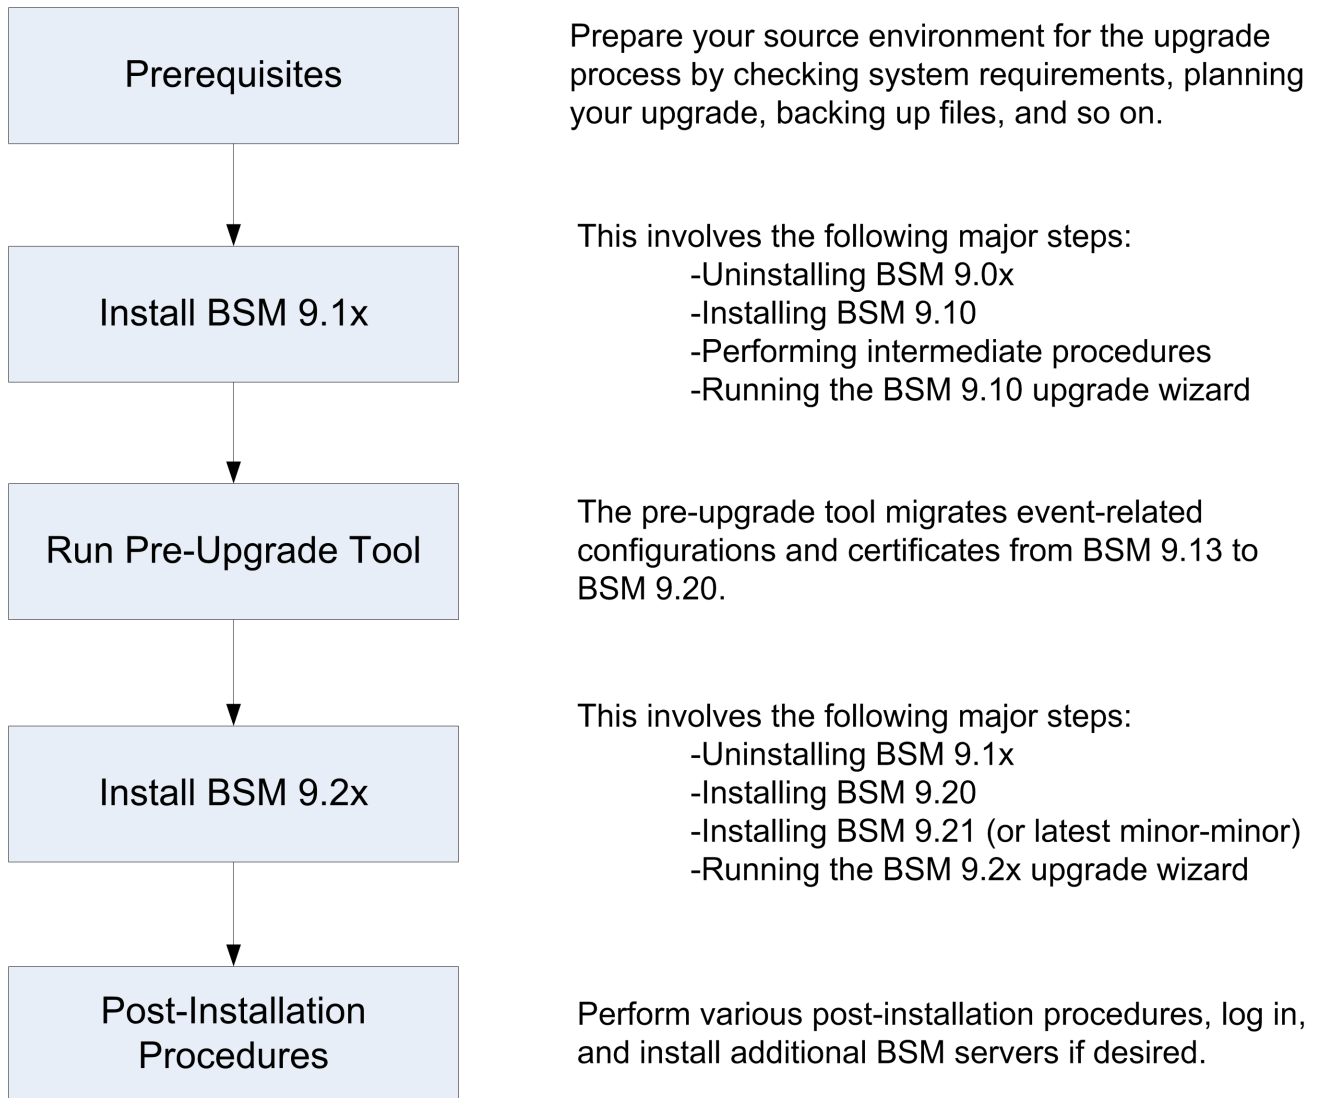 Prerequisites
Prepare your source environment for the upgrade
process by checking system requirements, planning
your upgrade, backing up files, and so on.
Install BSM 9.1x
This involves the following major steps:
-Uninstalling BSM 9.0x
-Installing BSM 9.10
-Performing intermediate procedures
-Running the BSM 9.10 upgrade wizard
Run Pre-Upgrade Tool
The pre-upgrade tool migrates event-related
configurations and certificates from BSM 9.13 to
BSM 9.20.
Install BSM 9.2x
This involves the following major steps:
-Uninstalling BSM 9.1x
-Installing BSM 9.20
-Installing BSM 9.21 (or latest minor-minor)
-Running the BSM 9.2x upgrade wizard
Post-Installation
Procedures
Perform various post-installation procedures, log in,
and install additional BSM servers if desired.